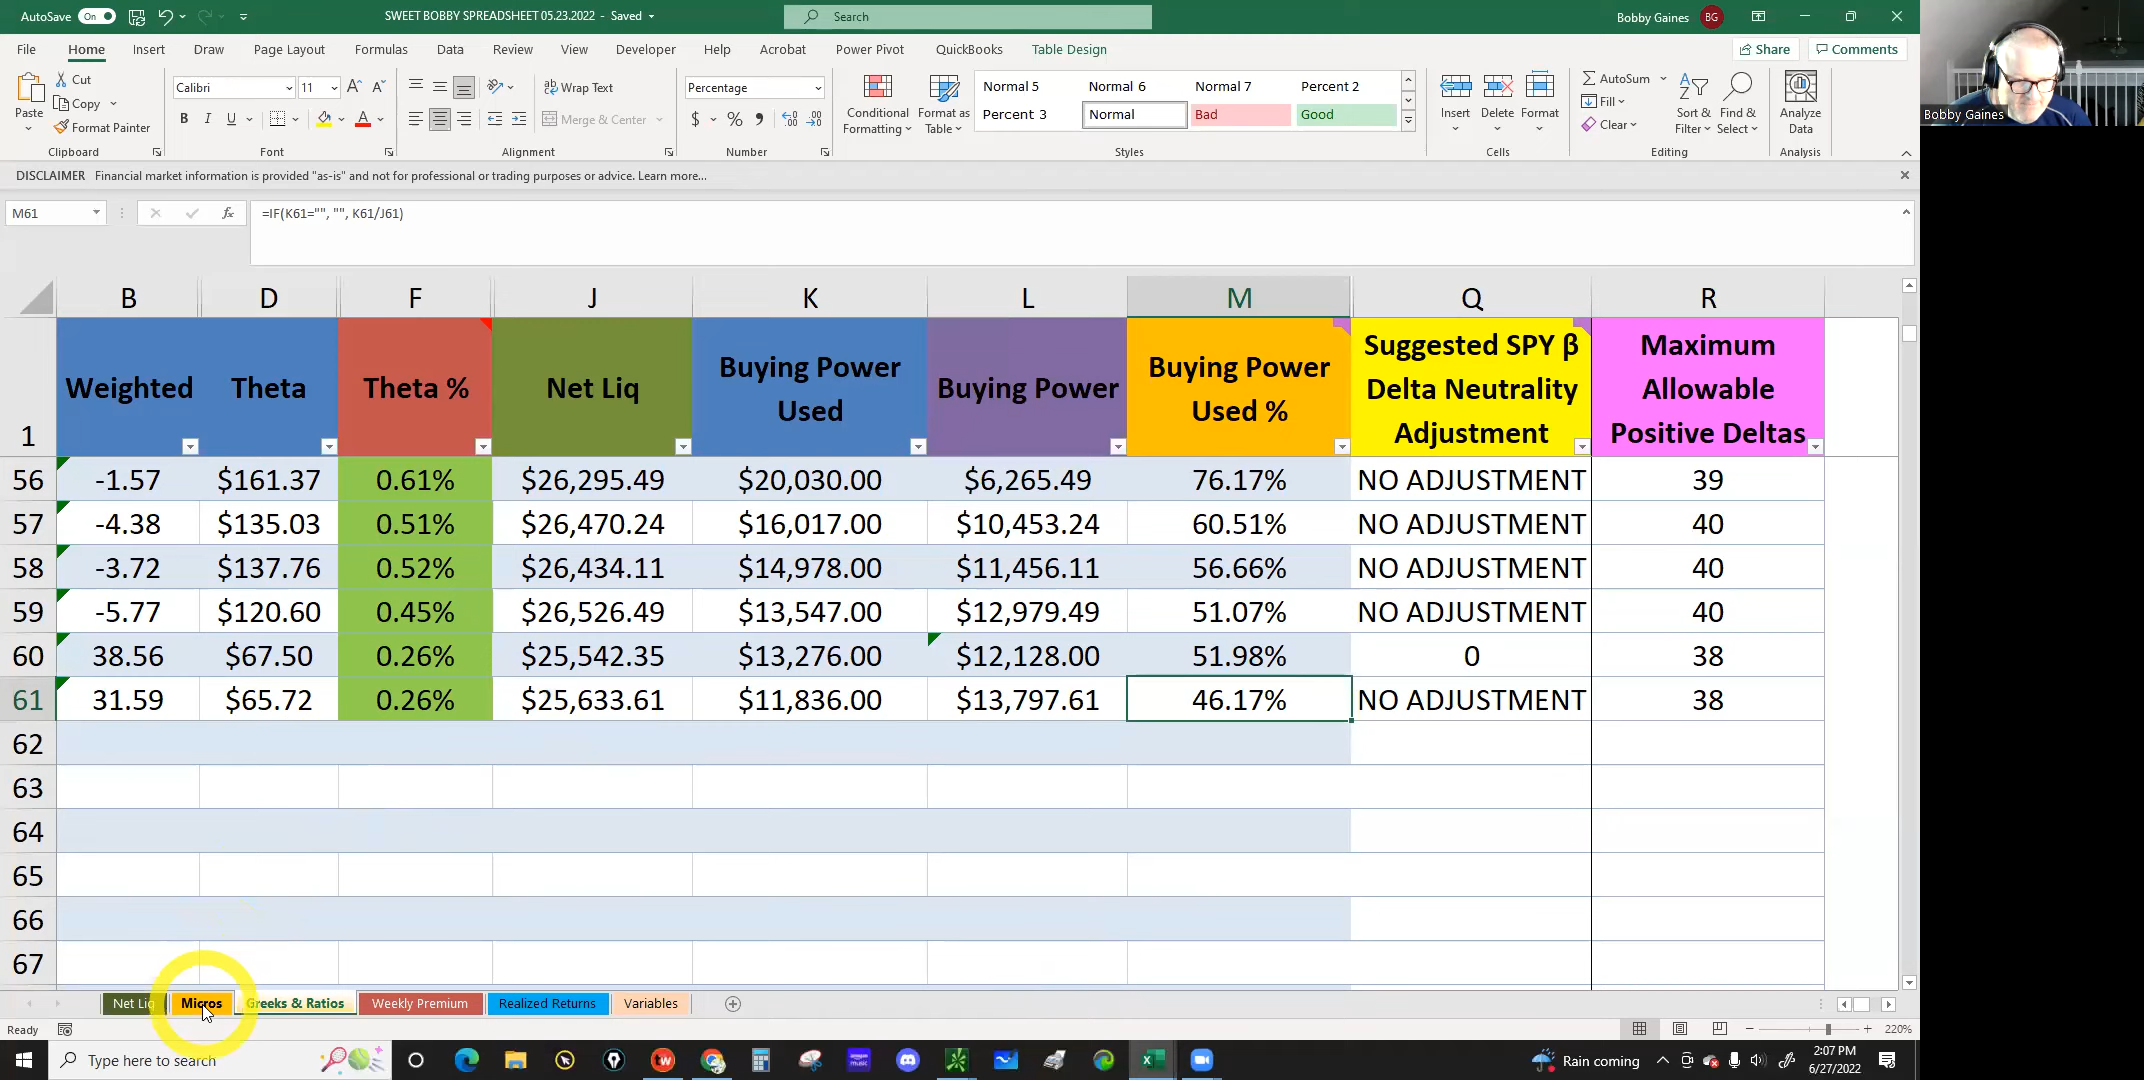 AutoSave On SWEET BOBBY SPREADSHEET 05.23.2022 - Saved Search Bobby Gaines BG
File Home Insert Draw Page Layout Formulas Data Review View Developer Help Acrobat Power Pivot QuickBooks Table Design Share Comments
Paste Cut Copy Format Painter Clipboard
Calibri 11 B I U A A Font
Wrap Text Merge & Center Alignment
Percentage $ % 9 Number
Conditional Formatting Format as Table
Normal 5 Normal 6 Normal 7 Percent 2
Percent 3 Normal Bad Good
Styles
Insert Delete Format Cells
AutoSum Fill Clear Sort & Filter Find & Select Editing
Analyze Data Analysis
Bobby Gaines
DISCLAIMER Financial market information is provided "as-is" and not for professional or trading purposes or advice. Learn more...
M61 fx =IF(K61="", "", K61/J61)
B D F J K L M Q R
1 Weighted Theta Theta % Net Liq Buying Power Used Buying Power Buying Power Used % Suggested SPY β Delta Neutrality Adjustment Maximum Allowable Positive Deltas
56 -1.57 $161.37 0.61% $26,295.49 $20,030.00 $6,265.49 76.17% NO ADJUSTMENT 39
57 -4.38 $135.03 0.51% $26,470.24 $16,017.00 $10,453.24 60.51% NO ADJUSTMENT 40
58 -3.72 $137.76 0.52% $26,434.11 $14,978.00 $11,456.11 56.66% NO ADJUSTMENT 40
59 -5.77 $120.60 0.45% $26,526.49 $13,547.00 $12,979.49 51.07% NO ADJUSTMENT 40
60 38.56 $67.50 0.26% $25,542.35 $13,276.00 $12,128.00 51.98% 0 38
61 31.59 $65.72 0.26% $25,633.61 $11,836.00 $13,797.61 46.17% NO ADJUSTMENT 38
62
63
64
65
66
67
Net Liq Micros Greeks & Ratios Weekly Premium Realized Returns Variables
Ready 220%
Type here to search Rain coming 2:07 PM
6/27/2022